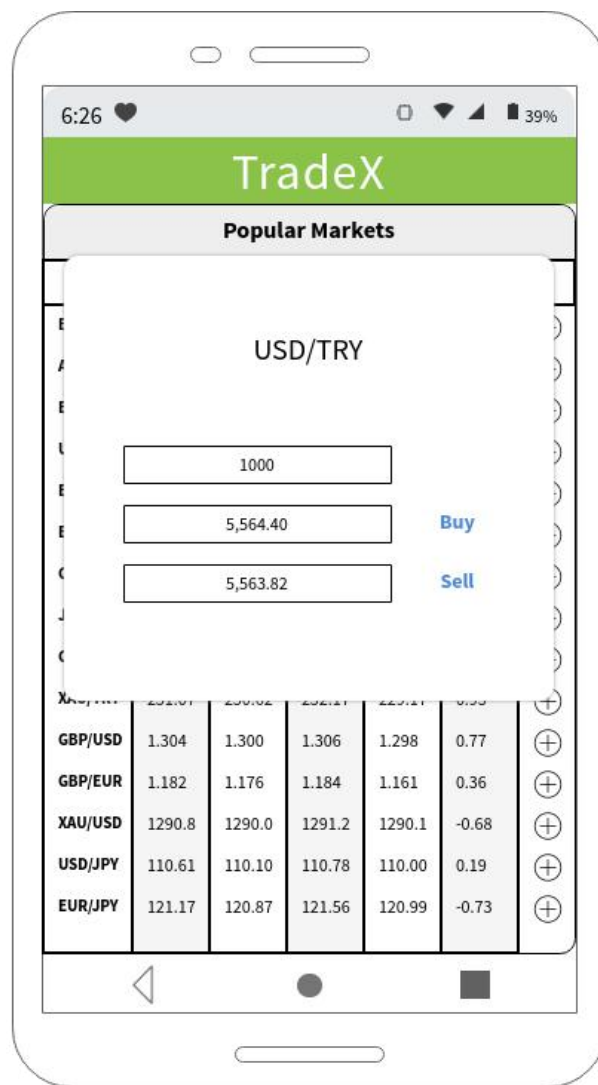 6:26 39%
TradeX
Popular Markets
USD/TRY
1000
5,564.40 Buy
5,563.82 Sell
GBP/USD 1.304 1.300 1.306 1.298 0.77
GBP/EUR 1.182 1.176 1.184 1.161 0.36
XAU/USD 1290.8 1290.0 1291.2 1290.1 -0.68
USD/JPY 110.61 110.10 110.78 110.00 0.19
EUR/JPY 121.17 120.87 121.56 120.99 -0.73